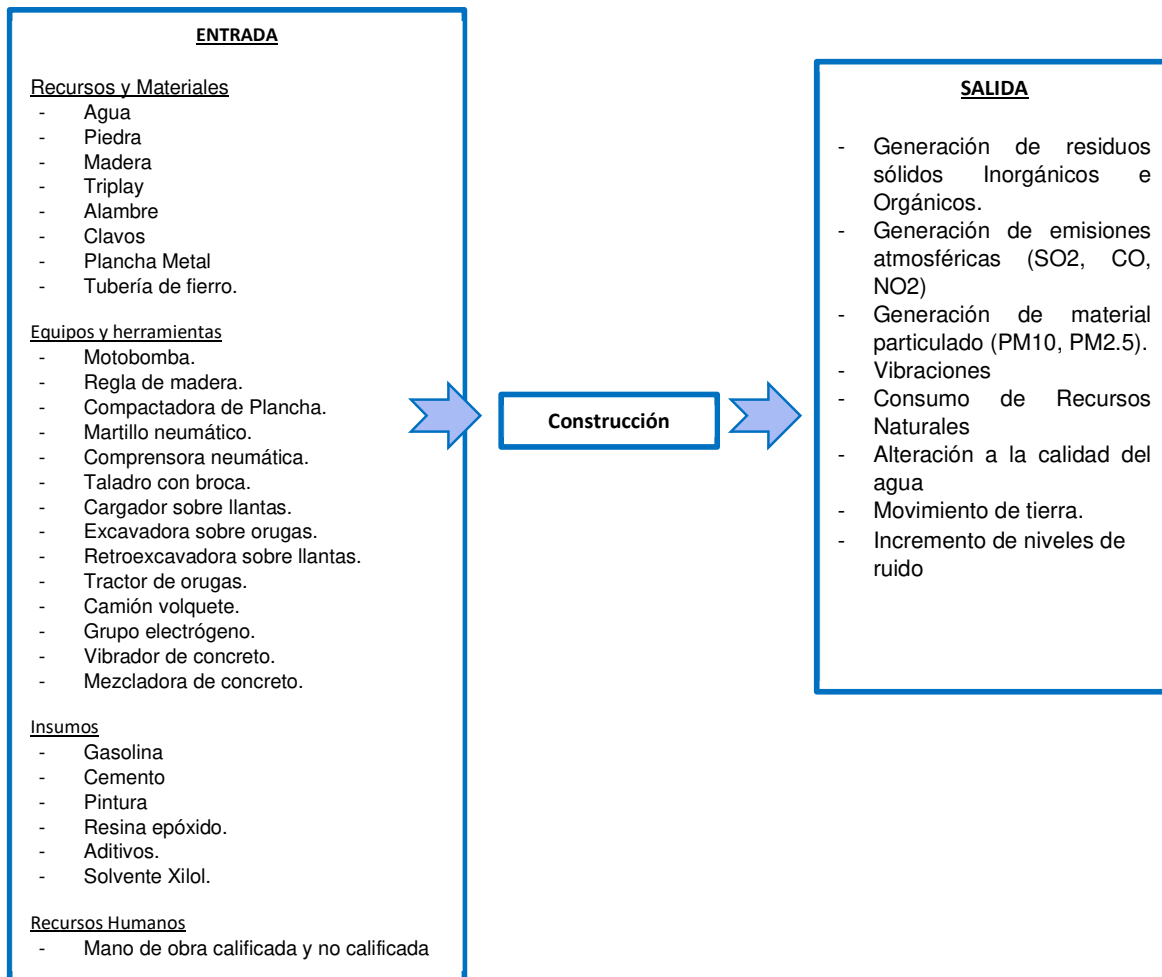 ENTRADA
Recursos y Materiales
- Agua
- Piedra
- Madera
- Triplay
- Alambre
- Clavos
- Plancha Metal
- Tubería de fierro.
Equipos y herramientas
- Motobomba.
- Regla de madera.
- Compactadora de Plancha.
- Martillo neumático.
- Comprensora neumática.
- Taladro con broca.
- Cargador sobre llantas.
- Excavadora sobre orugas.
- Retroexcavadora sobre llantas.
- Tractor de orugas.
- Camión volquete.
- Grupo electrógeno.
- Vibrador de concreto.
- Mezcladora de concreto.
Insumos
- Gasolina
- Cemento
- Pintura
- Resina epóxido.
- Aditivos.
- Solvente Xilol.
Recursos Humanos
- Mano de obra calificada y no calificada
Construcción
SALIDA
- Generación de residuos
sólidos Inorgánicos e
Orgánicos.
- Generación de emisiones
atmosféricas (SO2, CO,
NO2)
- Generación de material
particulado (PM10, PM2.5).
- Vibraciones
- Consumo de Recursos
Naturales
- Alteración a la calidad del
agua
- Movimiento de tierra.
- Incremento de niveles de
ruido